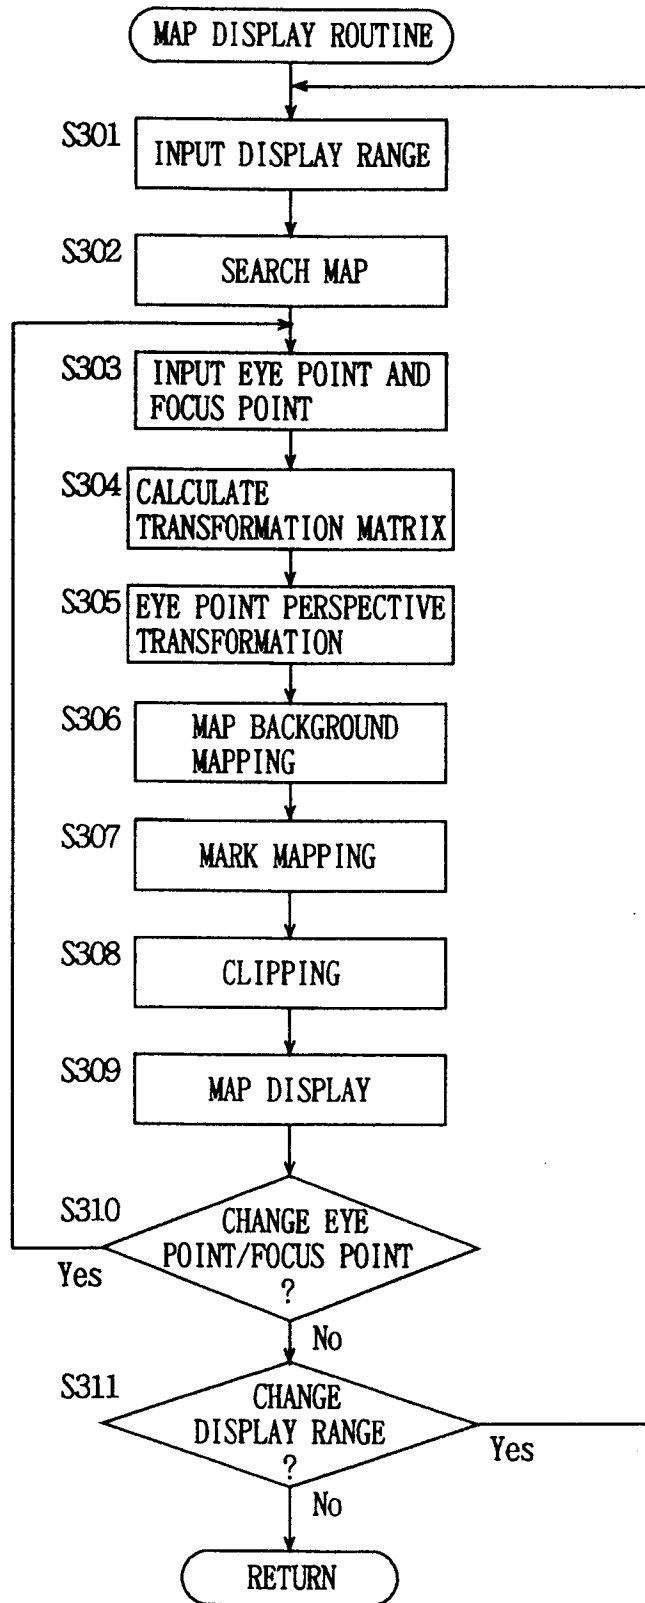 MAP DISPLAY ROUTINE
S301
INPUT DISPLAY RANGE
S302
SEARCH MAP
S303
INPUT EYE POINT AND
FOCUS POINT
S304
CALCULATE
TRANSFORMATION MATRIX
S305
EYE POINT PERSPECTIVE
TRANSFORMATION
S306
MAP BACKGROUND
MAPPING
S307
MARK MAPPING
S308
CLIPPING
S309
MAP DISPLAY
S310
CHANGE EYE
POINT/FOCUS POINT
?
Yes
No
S311
CHANGE
DISPLAY RANGE
?
Yes
No
RETURN